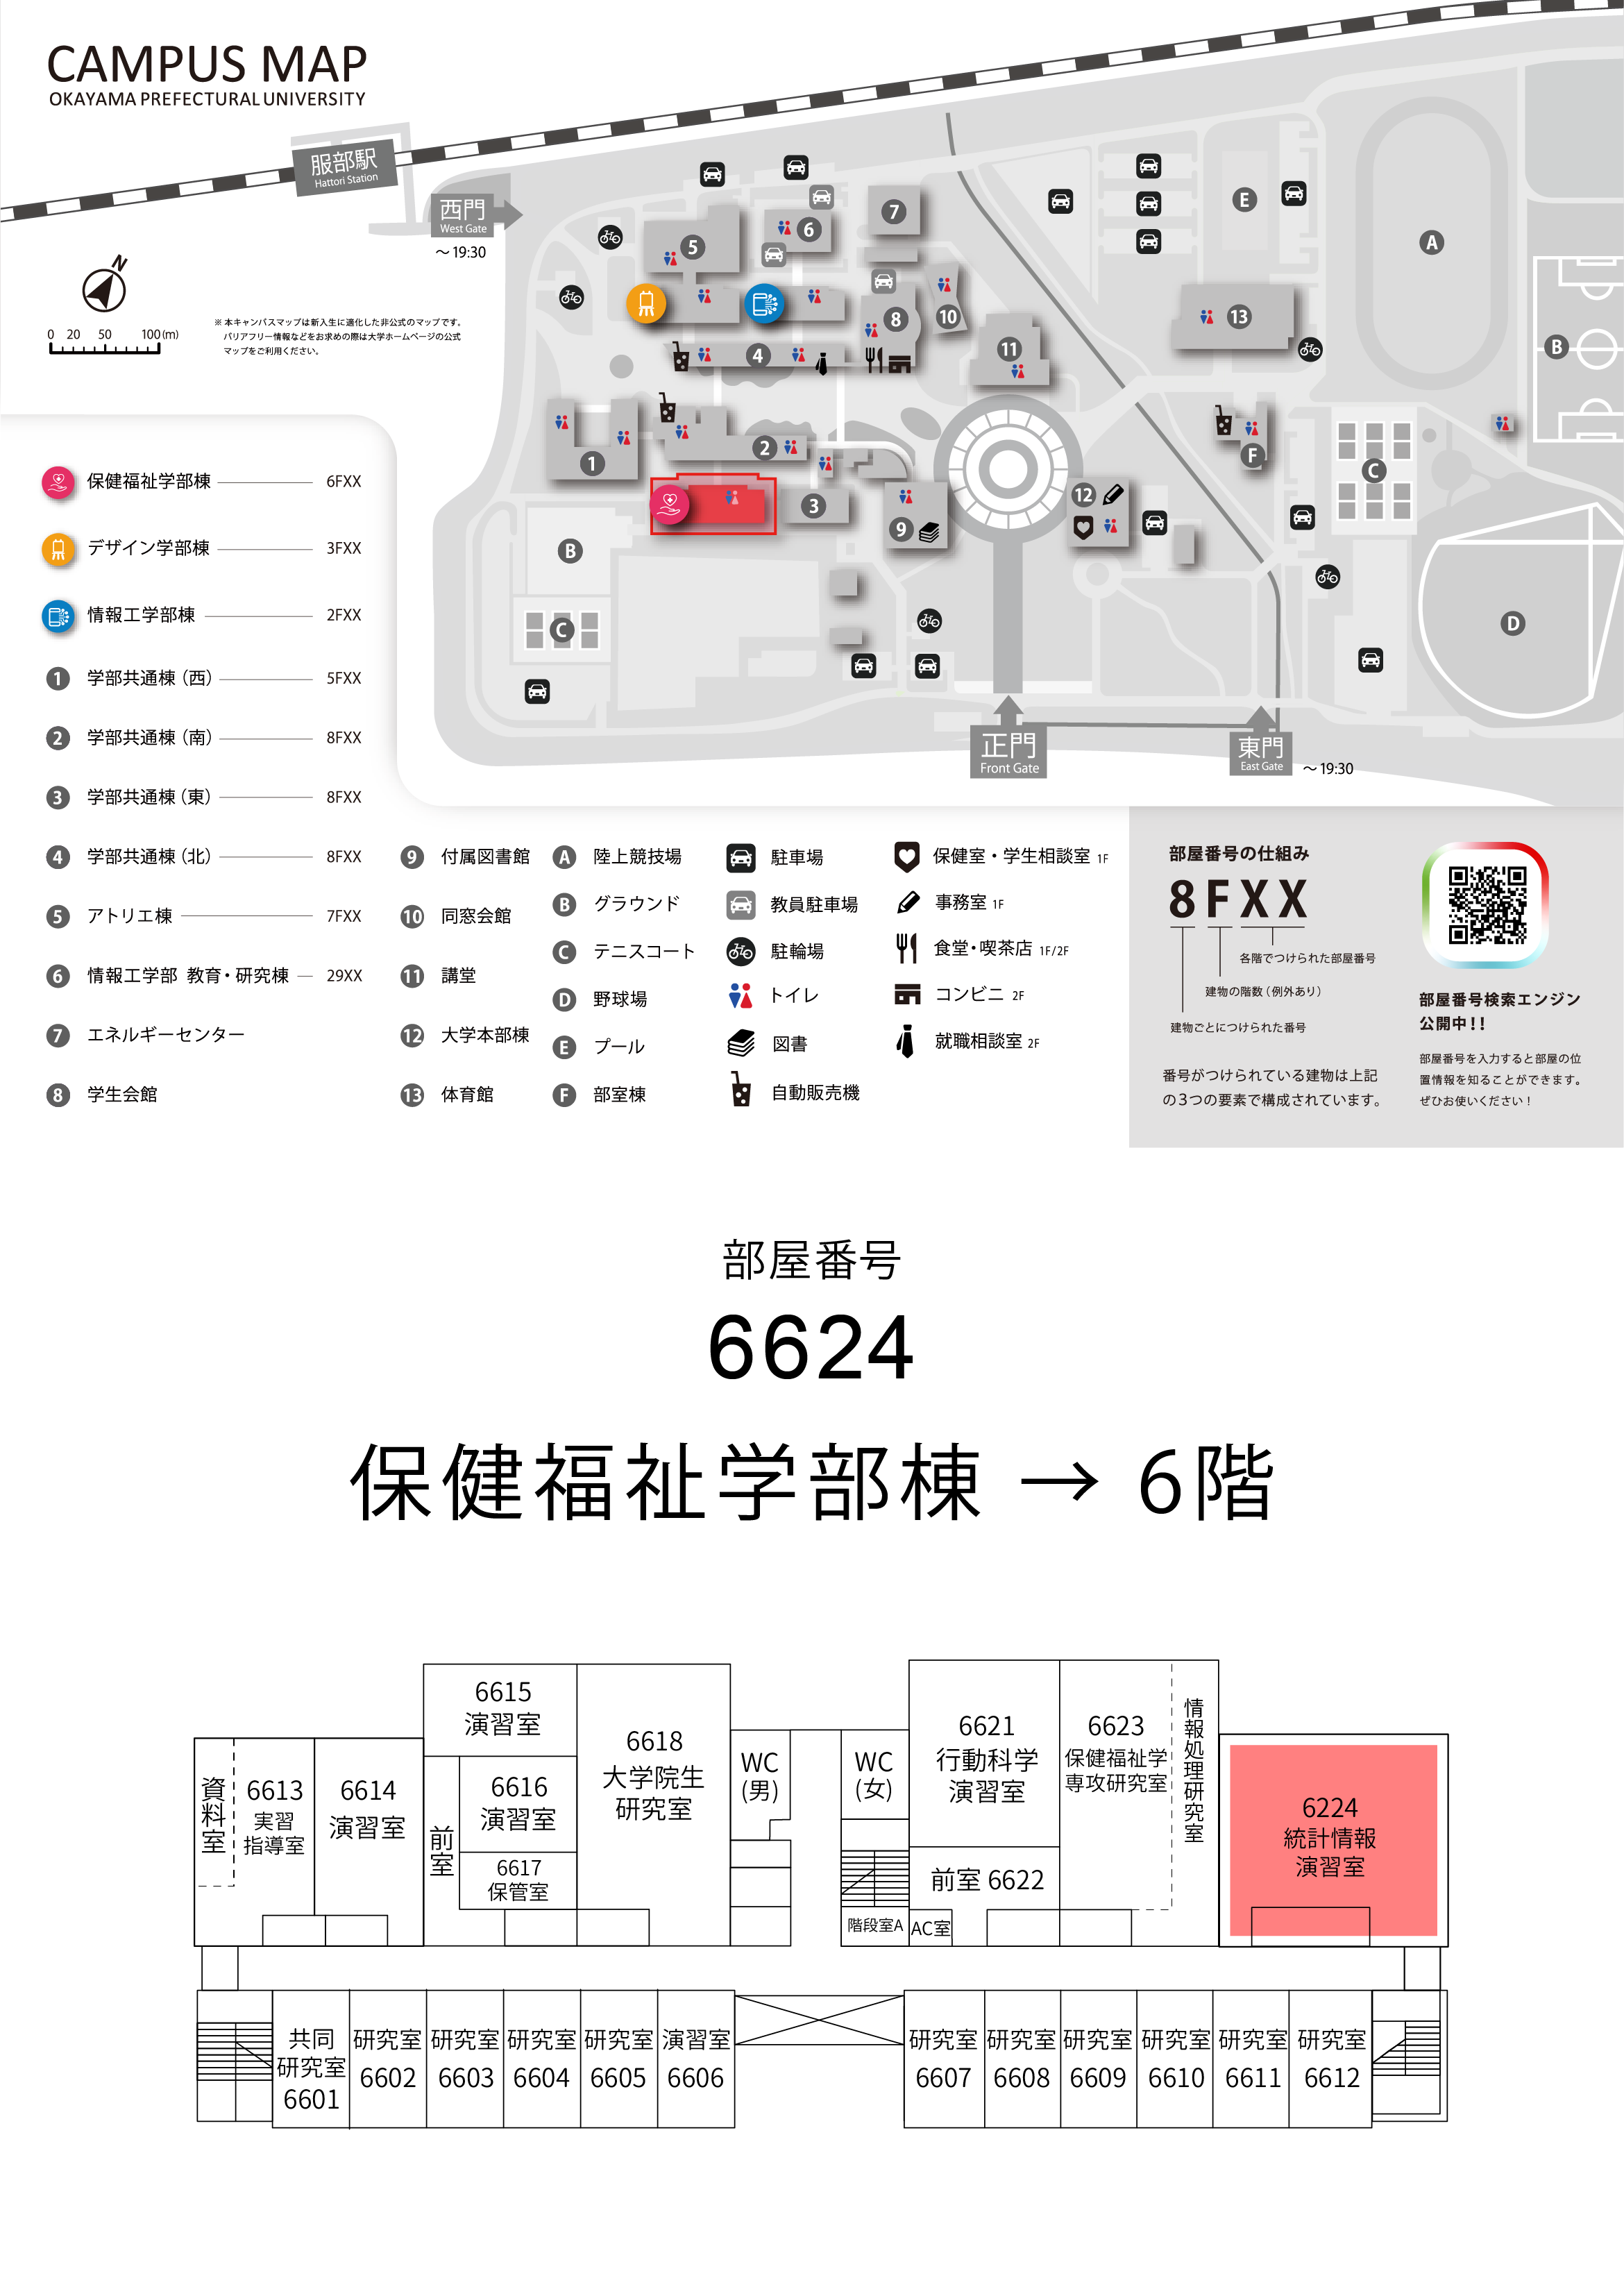 CAMPUS MAP
OKAYAMA PREFECTURAL UNIVERSITY
服部駅
Hattori Station
西門
West Gate
～19:30
N
0 20 50 100(m)
※本キャンパスマップは新入生に適化した非公式のマップです。
バリアフリー情報などをお求めの際は大学ホームページの公式
マップをご利用ください。
7
6
5
E
A
8
10
13
11
4
B
2
1
F
C
12
3
9
B
C
D
正門
Front Gate
東門
East Gate
～19:30
保健福祉学部棟 6FXX
デザイン学部棟 3FXX
情報工学部棟 2FXX
1 学部共通棟（西） 5FXX
2 学部共通棟（南） 8FXX
3 学部共通棟（東） 8FXX
4 学部共通棟（北） 8FXX
5 アトリエ棟 7FXX
6 情報工学部 教育・研究棟 29XX
7 エネルギーセンター
8 学生会館
9 付属図書館
10 同窓会館
11 講堂
12 大学本部棟
13 体育館
A 陸上競技場
B グラウンド
C テニスコート
D 野球場
E プール
F 部室棟
駐車場
教員駐車場
駐輪場
トイレ
図書
自動販売機
保健室・学生相談室 1F
事務室 1F
食堂・喫茶店 1F/2F
コンビニ 2F
就職相談室 2F
部屋番号の仕組み
8FXX
各階でつけられた部屋番号
建物の階数（例外あり）
建物ごとにつけられた番号
番号がつけられている建物は上記
の3つの要素で構成されています。
部屋番号検索エンジン
公開中!!
部屋番号を入力すると部屋の位
置情報を知ることができます。
ぜひお使いください！
部屋番号
6624
保健福祉学部棟 → 6階
資料室
6613
実習
指導室
6614
演習室
6615
演習室
前室
6616
演習室
6617
保管室
6618
大学院生
研究室
WC
(男)
WC
(女)
階段室A
AC室
6621
行動科学
演習室
前室 6622
6623
保健福祉学
専攻研究室
情報処理研究室
6224
統計情報
演習室
共同
研究室
6601
研究室
6602
研究室
6603
研究室
6604
研究室
6605
演習室
6606
研究室
6607
研究室
6608
研究室
6609
研究室
6610
研究室
6611
研究室
6612